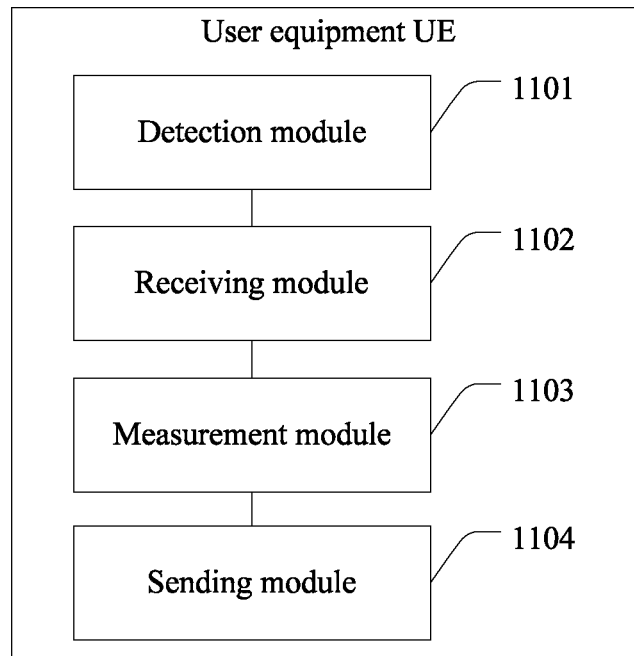 User equipment UE
1101
Detection module
1102
Receiving module
1103
Measurement module
1104
Sending module